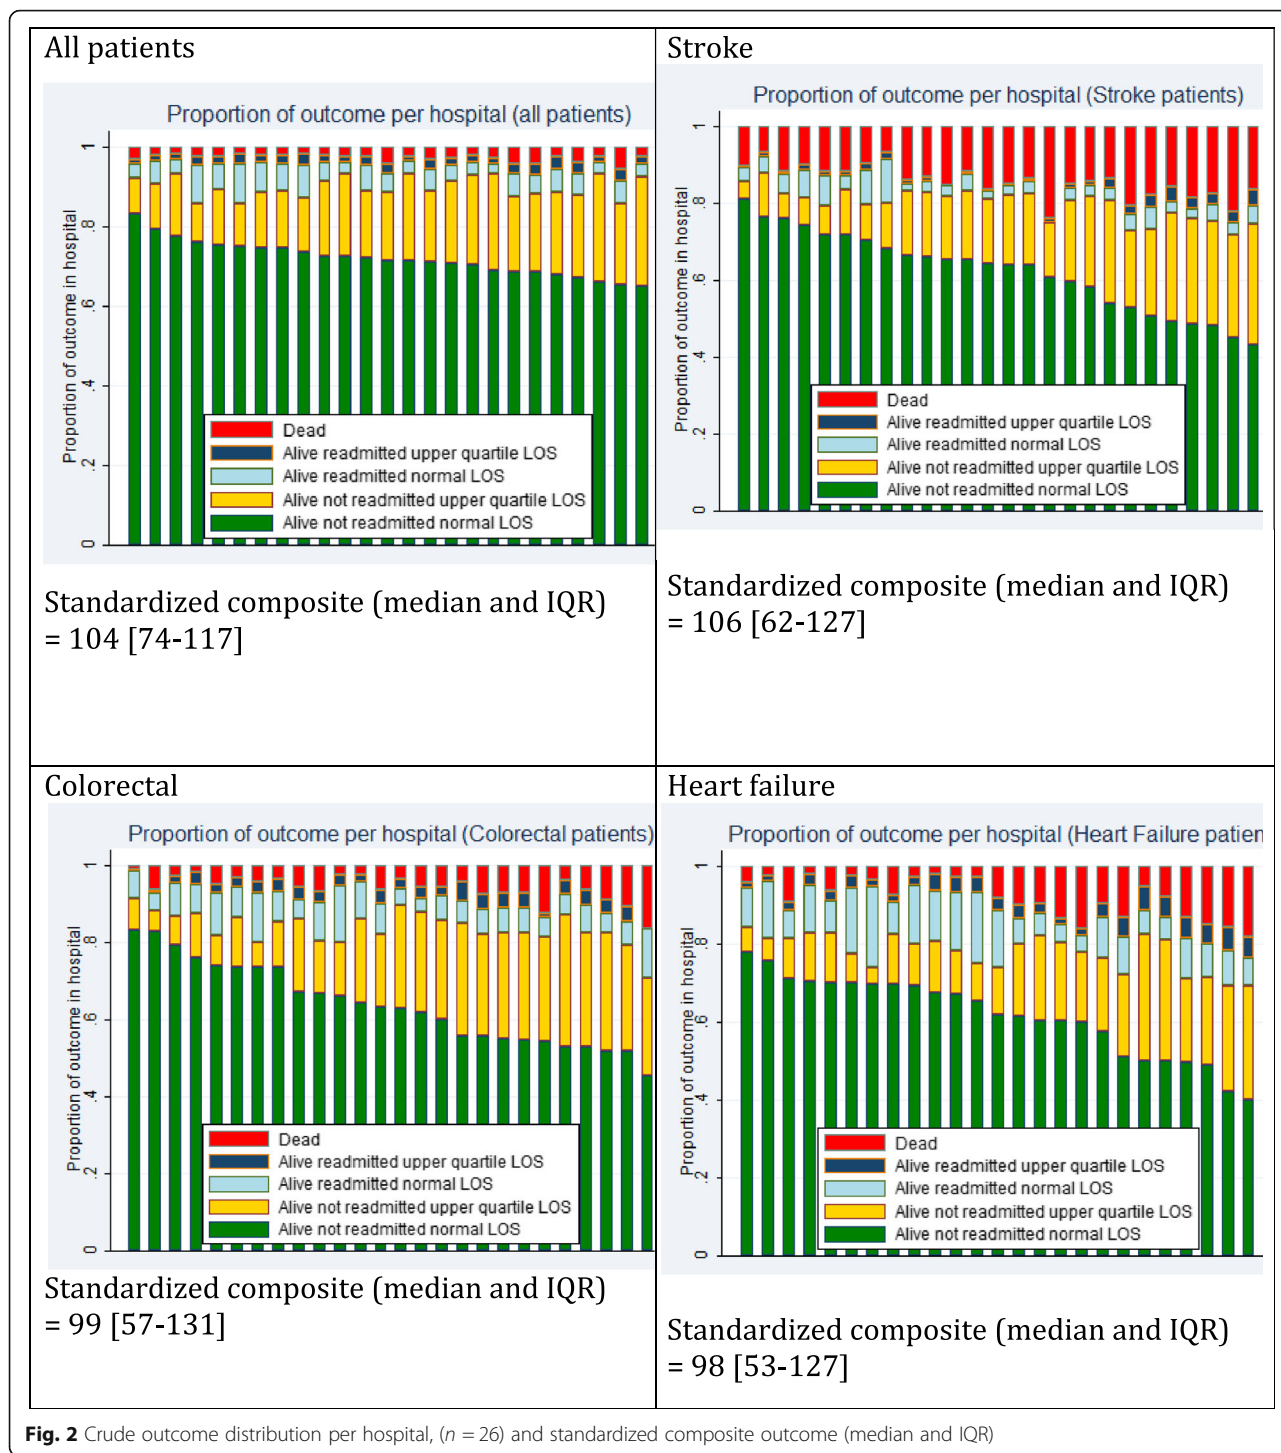 All patients
Proportion of outcome per hospital (all patients)
Proportion of outcome in hospital
1
.8
.6
.4
.2
0
Dead
Alive readmitted upper quartile LOS
Alive readmitted normal LOS
Alive not readmitted upper quartile LOS
Alive not readmitted normal LOS
Standardized composite (median and IQR)
= 104 [74-117]
Stroke
Proportion of outcome per hospital (Stroke patients)
Proportion of outcome in hospital
1
.8
.6
.4
.2
0
Dead
Alive readmitted upper quartile LOS
Alive readmitted normal LOS
Alive not readmitted upper quartile LOS
Alive not readmitted normal LOS
Standardized composite (median and IQR)
= 106 [62-127]
Colorectal
Proportion of outcome per hospital (Colorectal patients)
Proportion of outcome in hospital
1
.8
.6
.4
.2
0
Dead
Alive readmitted upper quartile LOS
Alive readmitted normal LOS
Alive not readmitted upper quartile LOS
Alive not readmitted normal LOS
Standardized composite (median and IQR)
= 99 [57-131]
Heart failure
Proportion of outcome per hospital (Heart Failure patien
Proportion of outcome in hospital
1
.8
.6
.4
.2
0
Dead
Alive readmitted upper quartile LOS
Alive readmitted normal LOS
Alive not readmitted upper quartile LOS
Alive not readmitted normal LOS
Standardized composite (median and IQR)
= 98 [53-127]
Fig. 2 Crude outcome distribution per hospital, (n = 26) and standardized composite outcome (median and IQR)